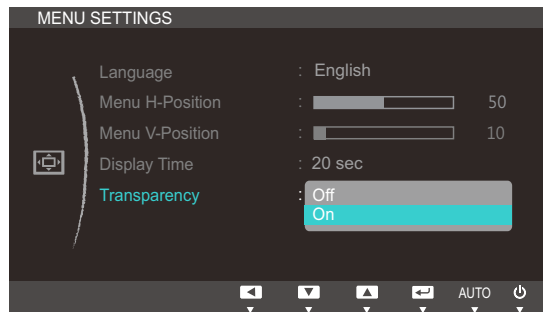 MENU SETTINGS
Language : English
Menu H-Position : 50
Menu V-Position : 10
Display Time : 20 sec
Transparency : Off
On
AUTO